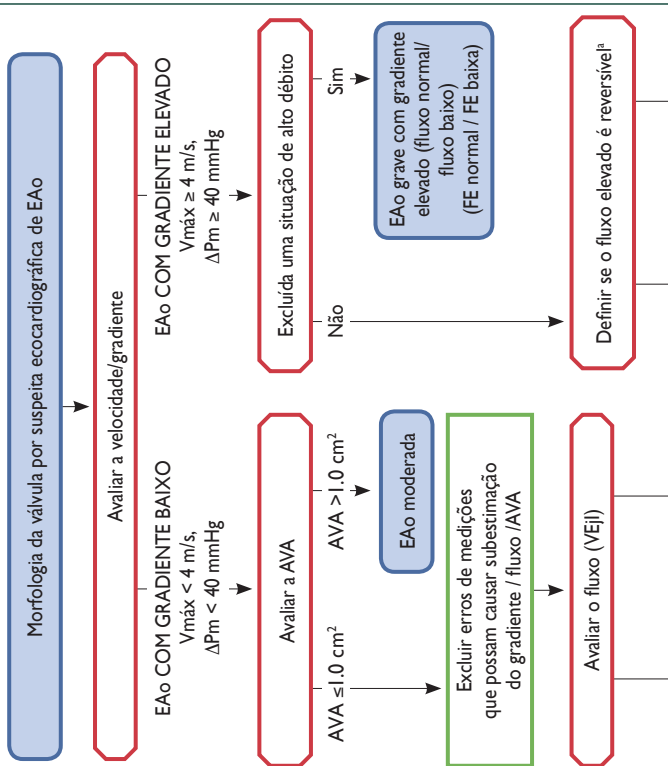 Morfologia da válvula por suspeita ecocardiográfica de EAo
Avaliar a velocidade/gradiente
EAo COM GRADIENTE BAIXO
Vmáx < 4 m/s,
ΔPm < 40 mmHg
EAo COM GRADIENTE ELEVADO
Vmáx ≥ 4 m/s,
ΔPm ≥ 40 mmHg
Avaliar a AVA
Excluída uma situação de alto débito
AVA ≤1.0 cm²
AVA >1.0 cm²
Não
Sim
EAo moderada
EAo grave com gradiente
elevado (fluxo normal/
fluxo baixo)
(FE normal / FE baixa)
Excluir erros de medições
que possam causar subestimação
do gradiente / fluxo /AVA
Avaliar o fluxo (VEjI)
Definir se o fluxo elevado é reversívelᵃ